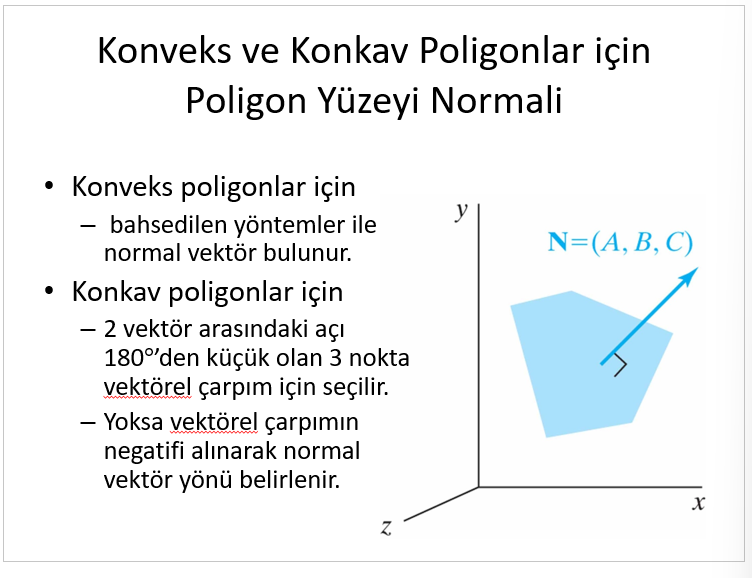 Konveks ve Konkav Poligonlar için
Poligon Yüzeyi Normali
• Konveks poligonlar için
– bahsedilen yöntemler ile
normal vektör bulunur.
• Konkav poligonlar için
– 2 vektör arasındaki açı
180°’den küçük olan 3 nokta
vektörel çarpım için seçilir.
– Yoksa vektörel çarpımın
negatifi alınarak normal
vektör yönü belirlenir.
y
N=(A, B, C)
x
z